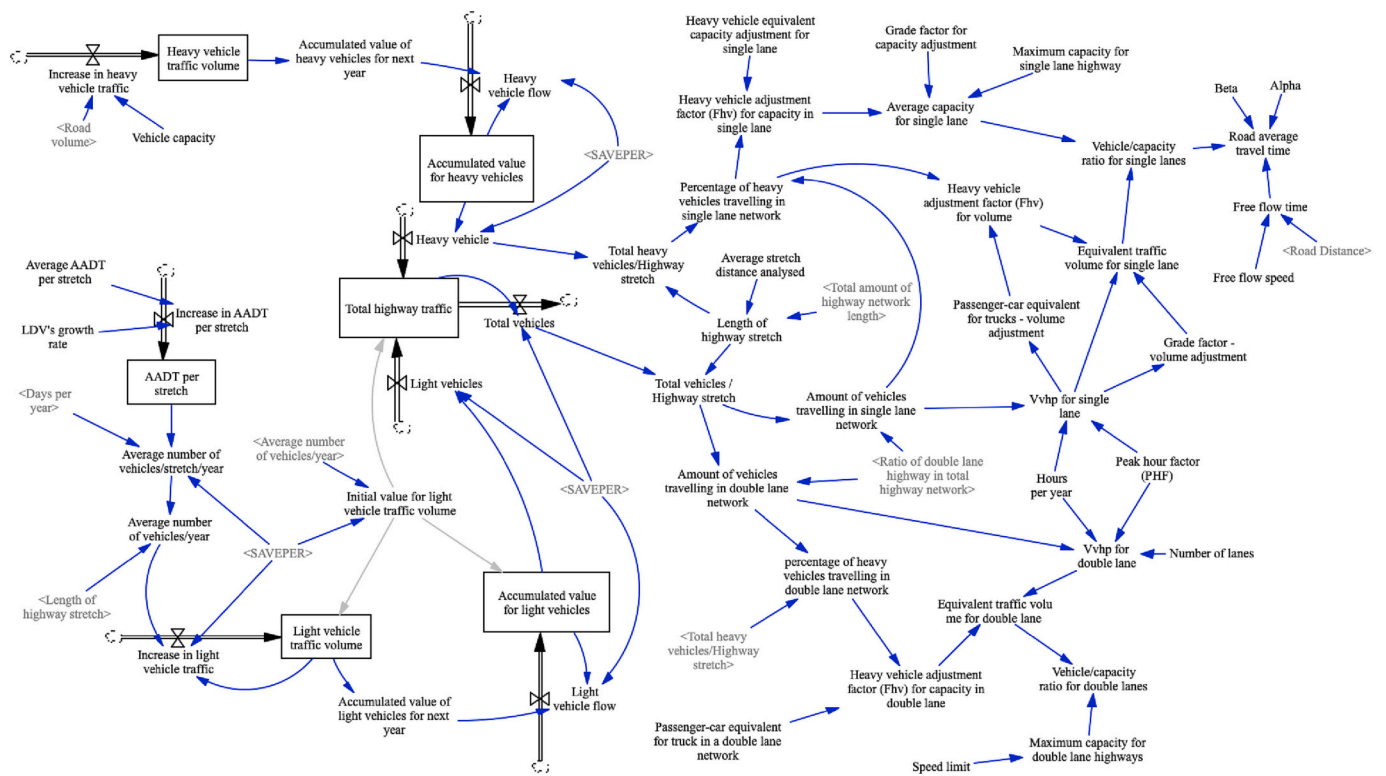 Heavy vehicle
traffic volume
Increase in heavy
vehicle traffic
<Road
volume>
Vehicle capacity
Accumulated value of
heavy vehicles for next
year
Heavy
vehicle flow
Accumulated value
for heavy vehicles
<SAVEPER>
Heavy vehicle
Heavy vehicle equivalent
capacity adjustment for
single lane
Grade factor for
capacity adjustment
Maximum capacity for
single lane highway
Heavy vehicle adjustment
factor (Fhv) for capacity in
single lane
Average capacity
for single lane
Beta
Alpha
Road average
travel time
Vehicle/capacity
ratio for single lanes
Percentage of heavy
vehicles travelling in
single lane network
Heavy vehicle
adjustment factor (Fhv)
for volume
Free flow time
<Road Distance>
Free flow speed
Equivalent traffic
volume for single lane
Total heavy
vehicles/Highway
stretch
Average stretch
distance analysed
<Total amount of
highway network
length>
Length of
highway stretch
Passenger-car equivalent
for trucks - volume
adjustment
Grade factor -
volume adjustment
Average AADT
per stretch
LDV's growth
rate
Increase in AADT
per stretch
AADT per
stretch
Total highway traffic
Total vehicles
Light vehicles
Total vehicles /
Highway stretch
Amount of vehicles
travelling in single lane
network
Vvhp for single
lane
<Days per
year>
Average number of
vehicles/stretch/year
<Average number
of vehicles/year>
Initial value for light
vehicle traffic volume
<SAVEPER>
Amount of vehicles
travelling in double lane
network
<Ratio of double lane
highway in total
highway network>
Hours
per year
Peak hour factor
(PHF)
Average number
of vehicles/year
<SAVEPER>
<Length of
highway stretch>
Vvhp for
double lane
Number of lanes
Accumulated value
for light vehicles
percentage of heavy
vehicles travelling in
double lane network
Equivalent traffic volu
me for double lane
Increase in light
vehicle traffic
Light vehicle
traffic volume
<Total heavy
vehicles/Highway
stretch>
Accumulated value of
light vehicles for next
year
Light
vehicle flow
Heavy vehicle adjustment
factor (Fhv) for capacity in
double lane
Vehicle/capacity
ratio for double lanes
Passenger-car equivalent
for truck in a double lane
network
Speed limit
Maximum capacity for
double lane highways